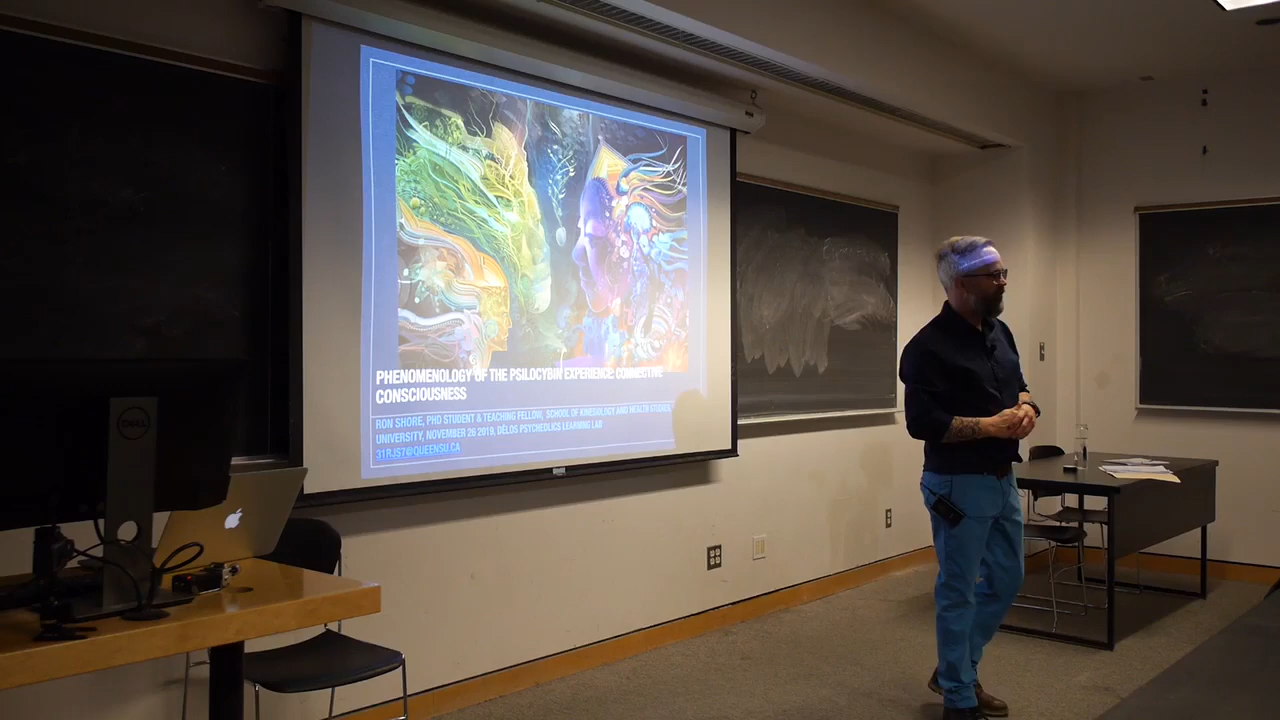 PHENOMENOLOGY OF THE PSILOCYBIN EXPERIENCE: CONNECTIVE
CONSCIOUSNESS
RON SHORE, PHD STUDENT & TEACHING FELLOW, SCHOOL OF KINESIOLOGY AND HEALTH STUDIES,
UNIVERSITY, NOVEMBER 26 2019, DÉLOS PSYCHEDLICS LEARNING LAB
31RJS7@QUEENSU.CA
DELL